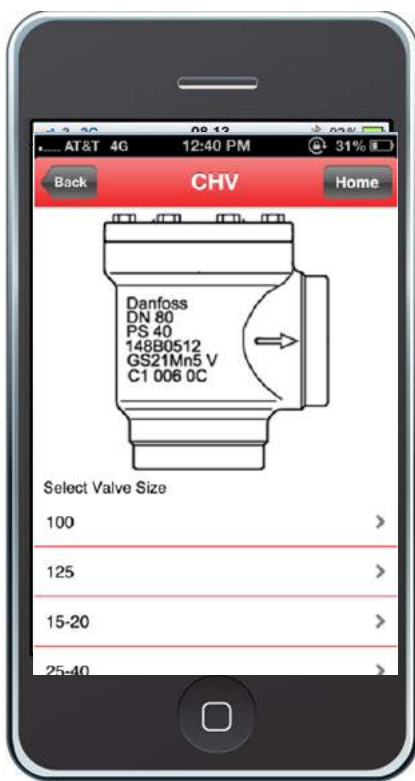 AT&T 4G 12:40 PM 31%
Back CHV Home
Danfoss
DN 80
PS 40
148B0512
GS21Mn5 V
C1 006 0C
Select Valve Size
100
125
15-20
25-40